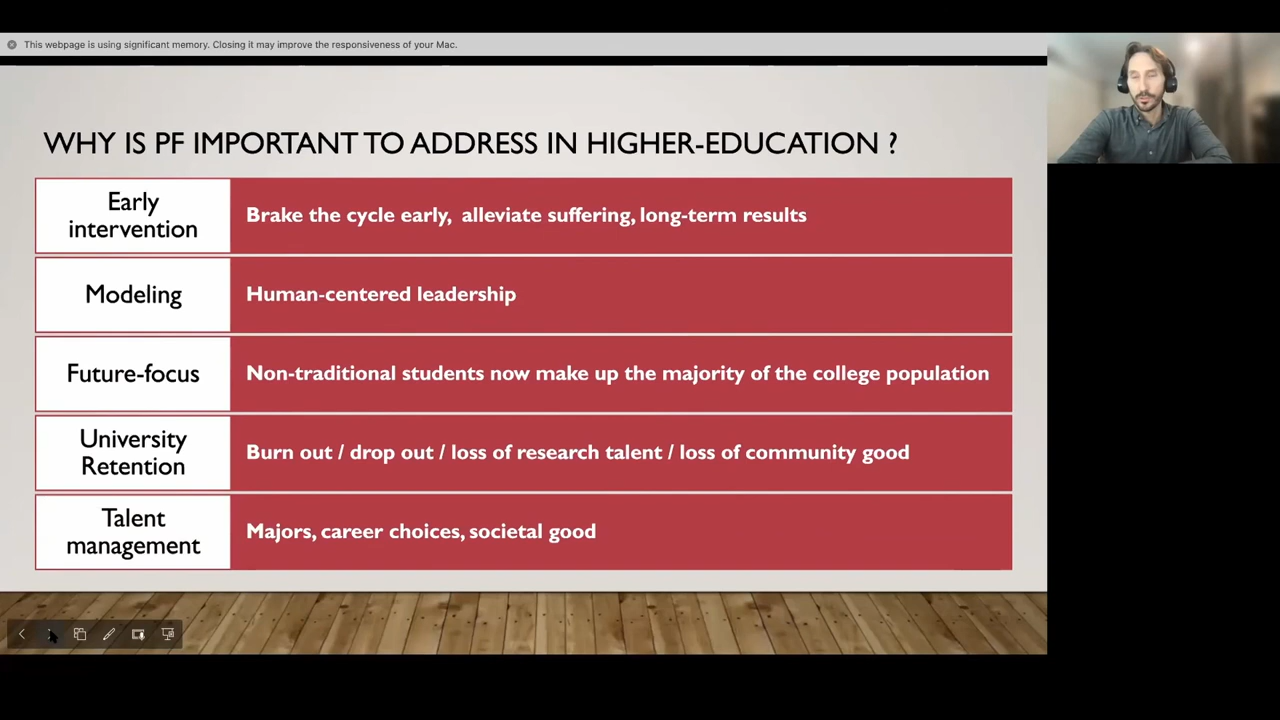 This webpage is using significant memory. Closing it may improve the responsiveness of your Mac.
WHY IS PF IMPORTANT TO ADDRESS IN HIGHER-EDUCATION ?
Early
intervention
Brake the cycle early,  alleviate suffering, long-term results
Modeling
Human-centered leadership
Future-focus
Non-traditional students now make up the majority of the college population
University
Retention
Burn out / drop out / loss of research talent / loss of community good
Talent
management
Majors, career choices, societal good